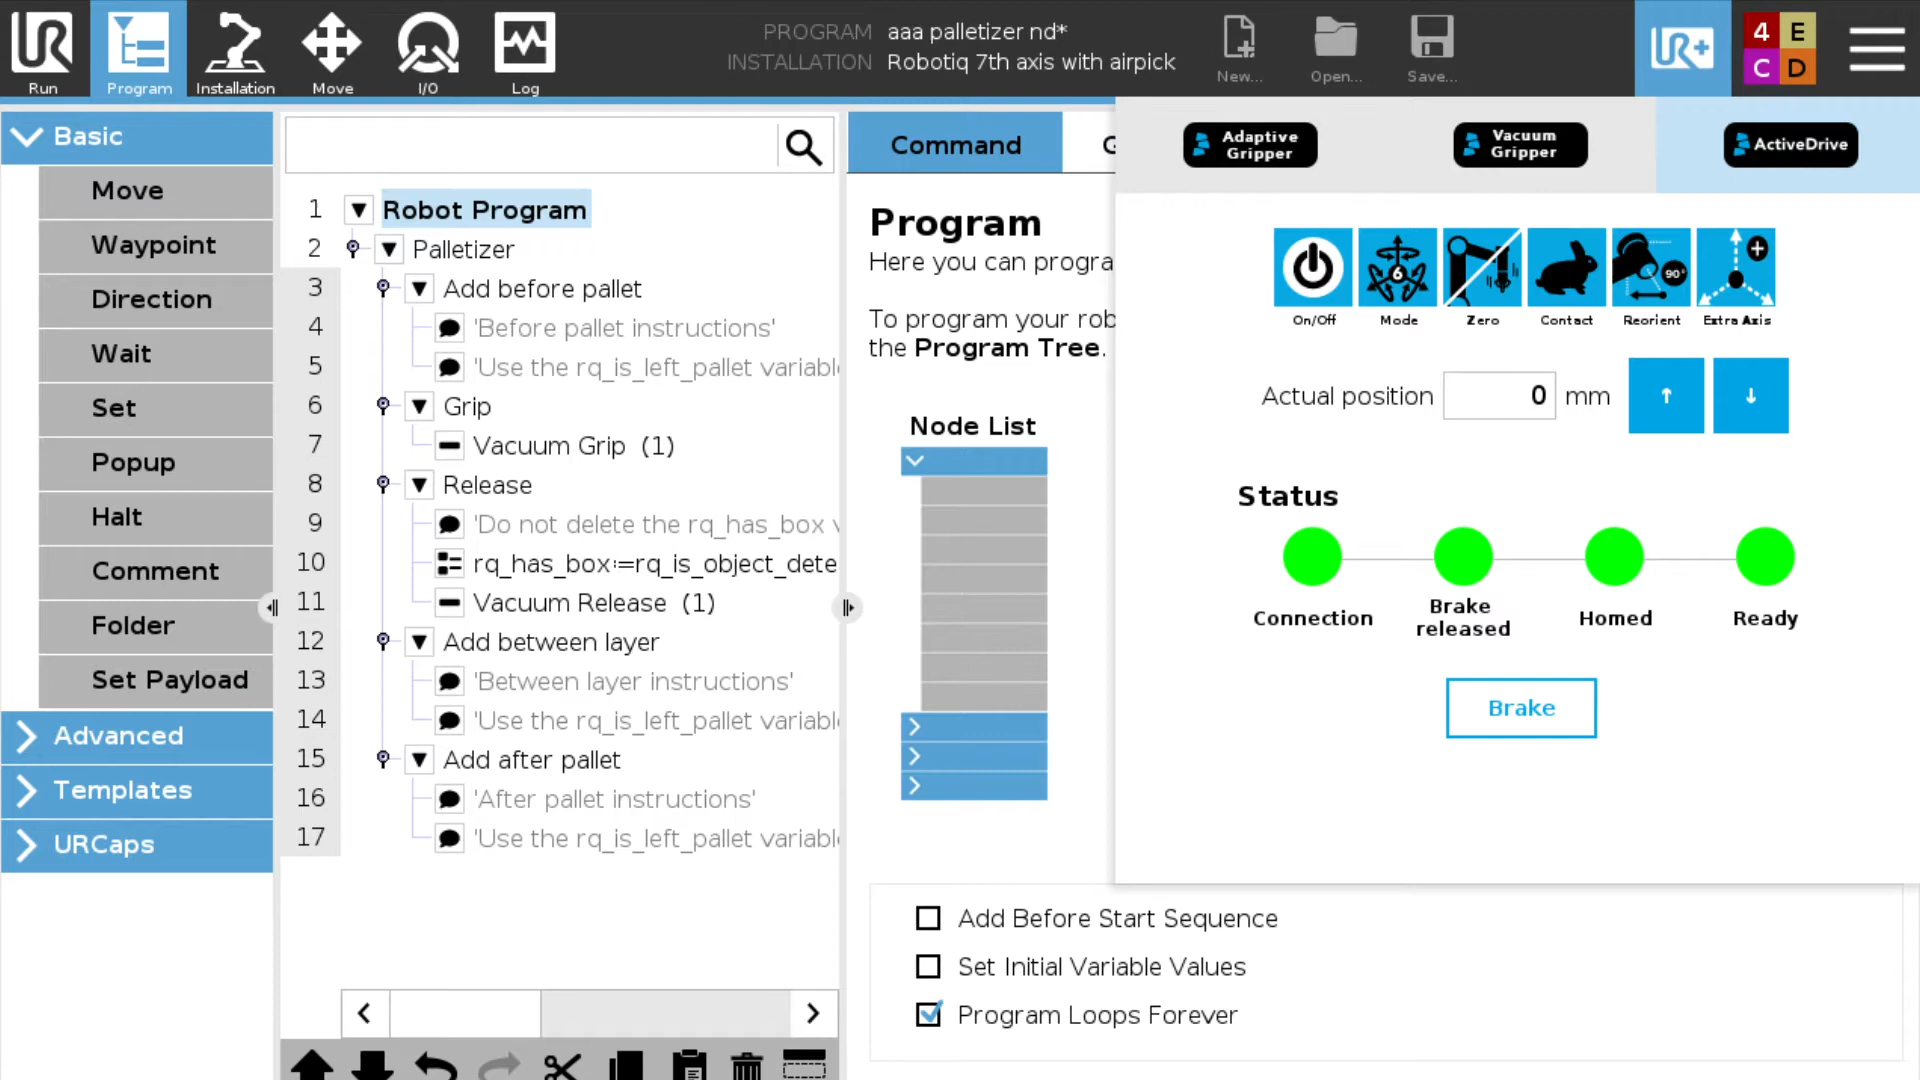 UR
Run
Program
Installation
Move
I/O
Log
PROGRAM aaa palletizer nd*
INSTALLATION Robotiq 7th axis with airpick
New...
Open...
Save...
UR+
4 E
C D
Basic
Move
Waypoint
Direction
Wait
Set
Popup
Halt
Comment
Folder
Set Payload
Advanced
Templates
URCaps
1 Robot Program
2 Palletizer
3 Add before pallet
4 'Before pallet instructions'
5 'Use the rq_is_left_pallet variabl
6 Grip
7 Vacuum Grip (1)
8 Release
9 'Do not delete the rq_has_box v
10 rq_has_box≔rq_is_object_dete
11 Vacuum Release (1)
12 Add between layer
13 'Between layer instructions'
14 'Use the rq_is_left_pallet variabl
15 Add after pallet
16 'After pallet instructions'
17 'Use the rq_is_left_pallet variabl
Command
G
Program
Here you can progra
To program your rob
the Program Tree.
Node List
Adaptive
Gripper
Vacuum
Gripper
ActiveDrive
6
90°
On/Off
Mode
Zero
Contact
Reorient
Extra Axis
Actual position 0 mm
Status
Connection
Brake
released
Homed
Ready
Brake
Add Before Start Sequence
Set Initial Variable Values
Program Loops Forever